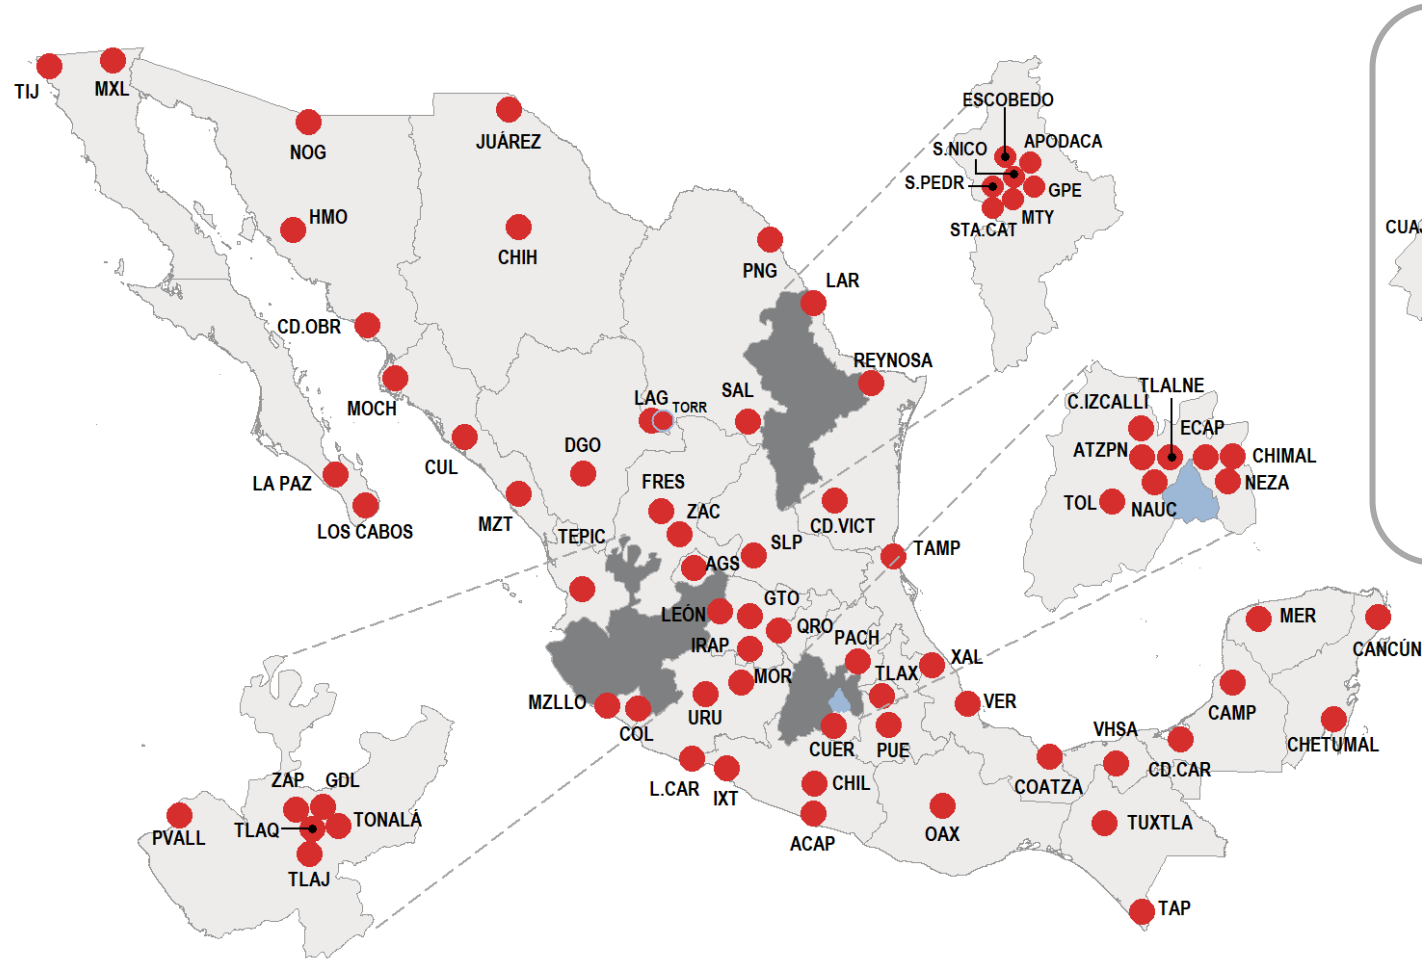 TIJ
MXL
NOG
JUÁREZ
HMO
CHIH
CD.OBR
MOCH
CUL
LA PAZ
LOS CABOS
MZT
PNG
LAR
REYNOSA
SAL
LAG
TORR
DGO
FRES
ZAC
TEPIC
AGS
SLP
CD.VICT
TAMP
LEÓN
GTO
QRO
IRAP
PACH
MOR
TLAX
XAL
MZLLO
COL
URU
CUER
PUE
VER
L.CAR
IXT
CHIL
ACAP
OAX
COATZA
VHSA
CD.CAR
CAMP
MER
CANCÚN
CHETUMAL
TUXTLA
TAP
ESCOBEDO
APODACA
S.NICO
S.PEDR
GPE
MTY
STA.CAT
TLALNE
C.IZCALLI
ECAP
ATZPN
CHIMAL
NEZA
TOL
NAUC
ZAP
GDL
PVALL
TLAQ
TONALÁ
TLAJ
CUAJ